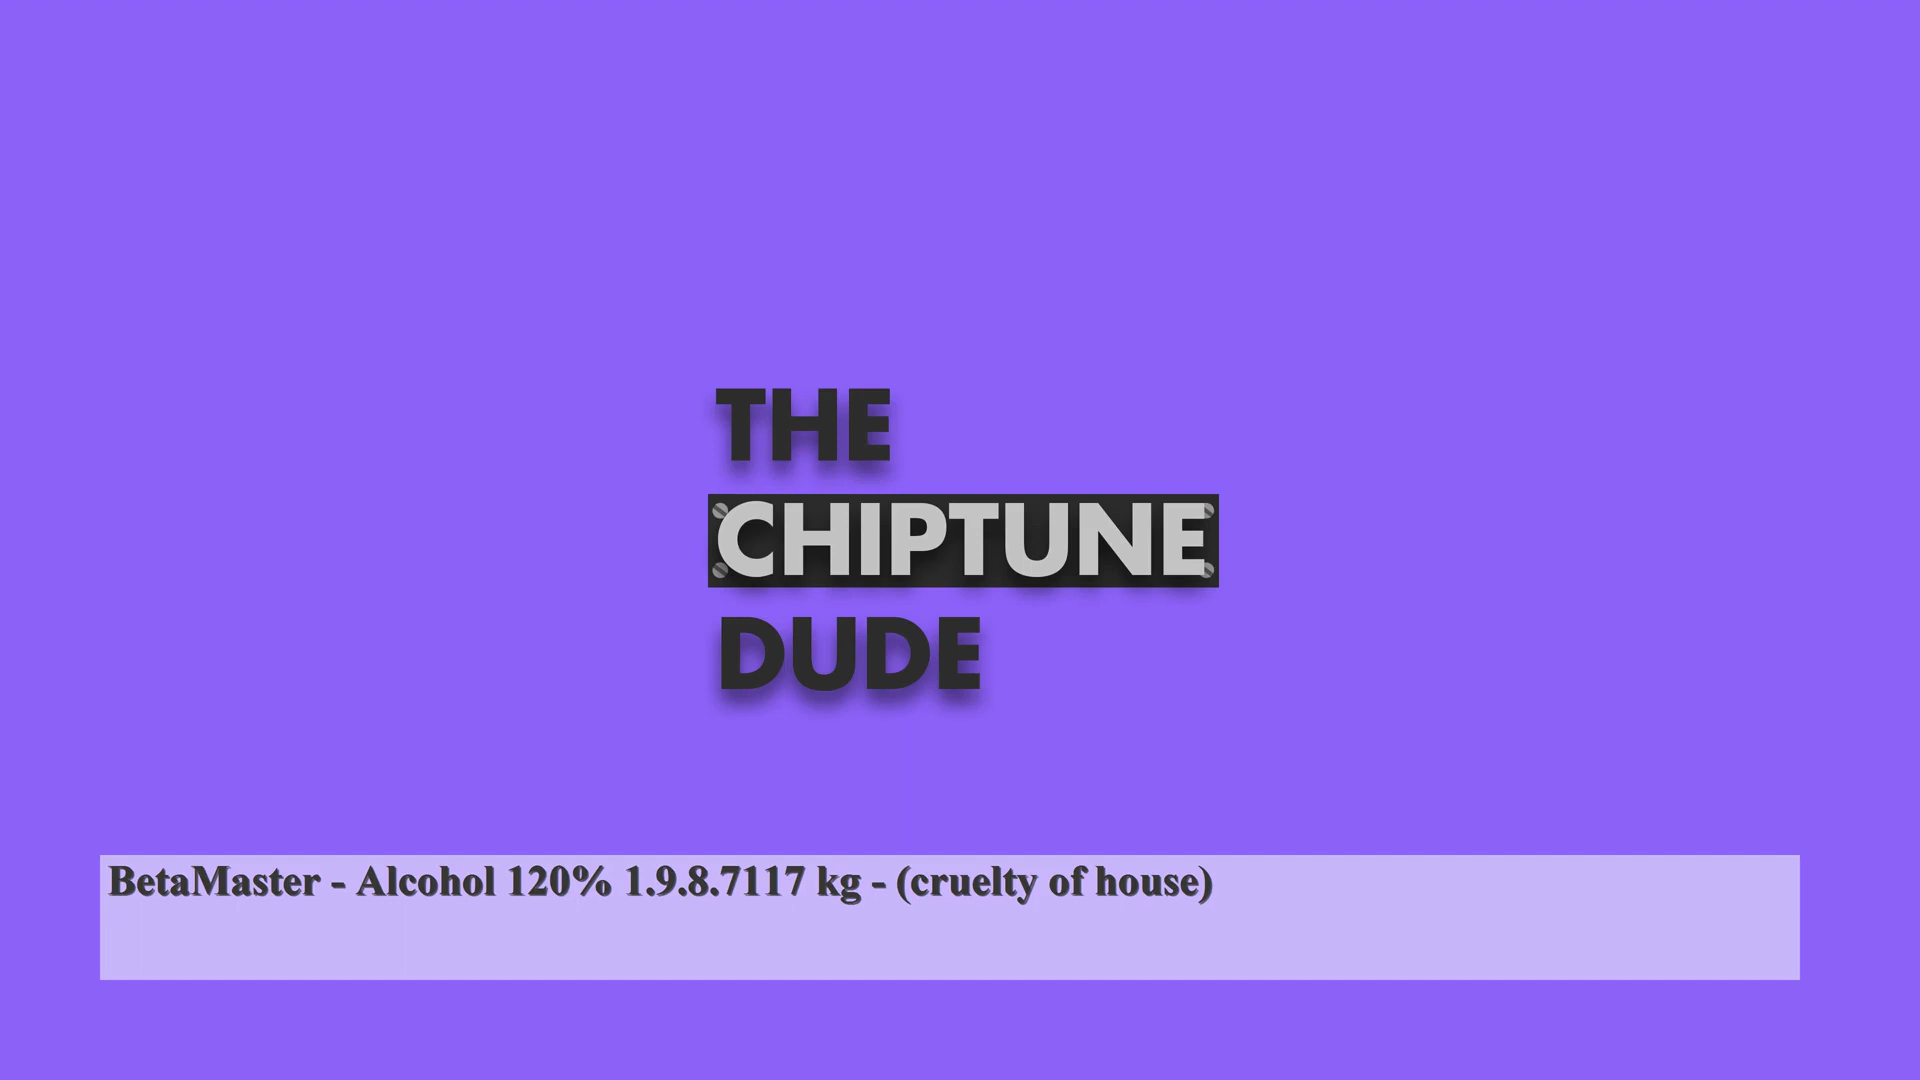 THE
CHIPTUNE
DUDE
BetaMaster - Alcohol 120% 1.9.8.7117 kg - (cruelty of house)